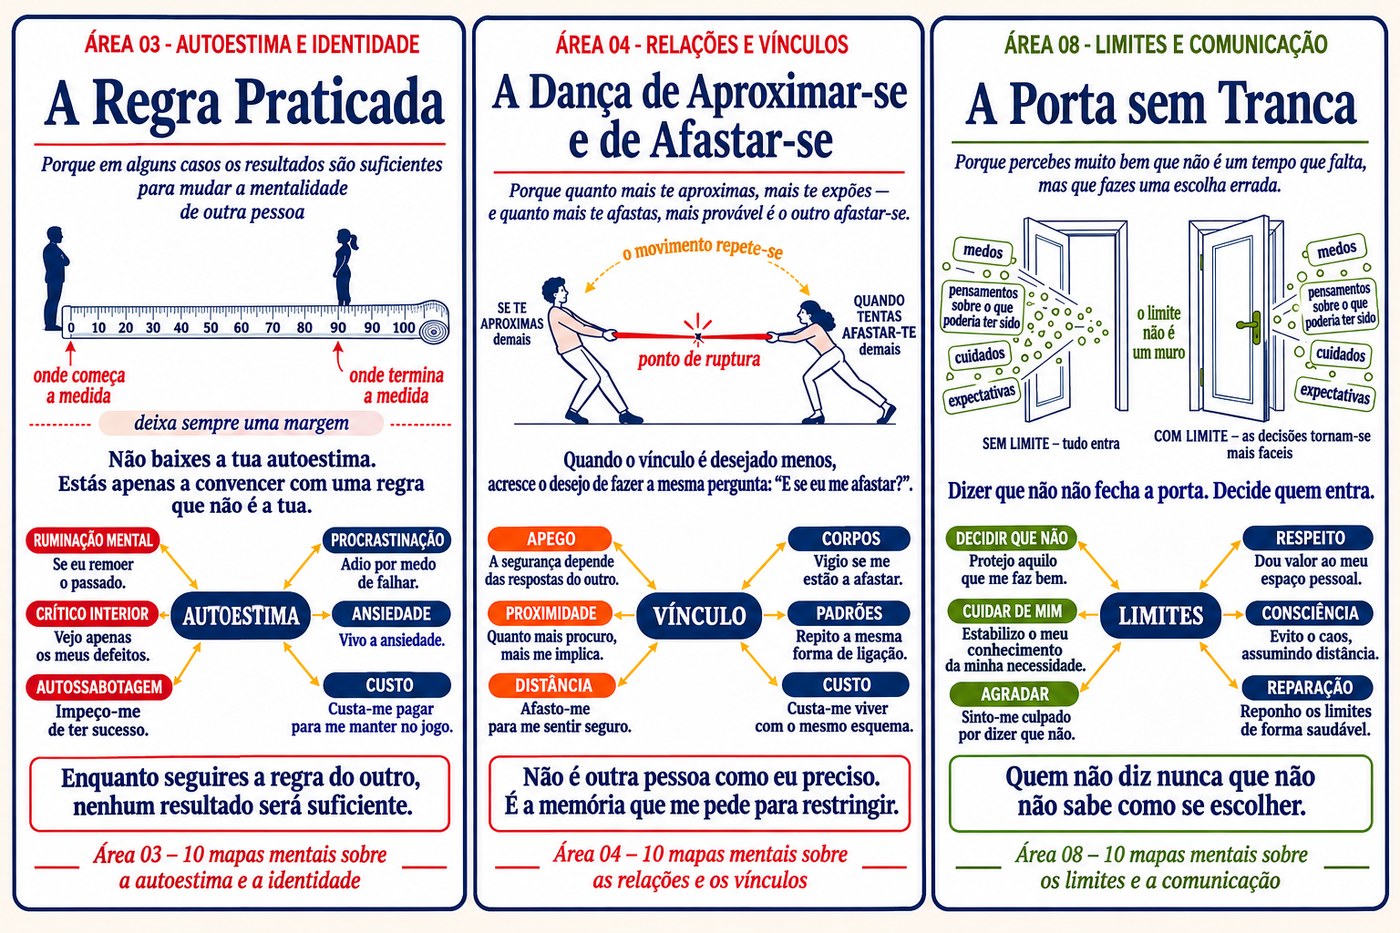 ÁREA 03 - AUTOESTIMA E IDENTIDADE
A Regra Praticada
Porque em alguns casos os resultados são suficientes
para mudar a mentalidade
de outra pessoa
0 10 20 30 40 50 60 70 80 90 100
onde começa
a medida
onde termina
a medida
deixa sempre uma margem
Não baixes a tua autoestima.
Estás apenas a convencer com uma regra
que não é a tua.
RUMINAÇÃO MENTAL
Se eu remoer
o passado.
CRÍTICO INTERIOR
Vejo apenas
os meus defeitos.
AUTOSSABOTAGEM
Impeço-me
de ter sucesso.
AUTOESTIMA
PROCRASTINAÇÃO
Adio por medo
de falhar.
ANSIEDADE
Vivo a ansiedade.
CUSTO
Custa-me pagar
para me manter no jogo.
Enquanto seguires a regra do outro,
nenhum resultado será suficiente.
Área 03 – 10 mapas mentais sobre
a autoestima e a identidade
ÁREA 04 - RELAÇÕES E VÍNCULOS
A Dança de Aproximar-se
e de Afastar-se
Porque quanto mais te aproximas, mais te expões —
e quanto mais te afastas, mais provável é o outro afastar-se.
o movimento repete-se
SE TE
APROXIMAS
demais
QUANDO
TENTAS
AFASTAR-TE
demais
ponto de ruptura
Quando o vínculo é desejado menos,
acresce o desejo de fazer a mesma pergunta: “E se eu me afastar?”.
APEGO
A segurança depende
das respostas do outro.
PROXIMIDADE
Quanto mais procuro,
mais me implica.
DISTÂNCIA
Afasto-me
para me sentir seguro.
VÍNCULO
CORPOS
Vigio se me
estão a afastar.
PADRÕES
Repito a mesma
forma de ligação.
CUSTO
Custa-me viver
com o mesmo esquema.
Não é outra pessoa como eu preciso.
É a memória que me pede para restringir.
Área 04 – 10 mapas mentais sobre
as relações e os vínculos
ÁREA 08 - LIMITES E COMUNICAÇÃO
A Porta sem Tranca
Porque percebes muito bem que não é um tempo que falta,
mas que fazes uma escolha errada.
medos
pensamentos
sobre o que
poderia ter sido
cuidados
expectativas
o limite
não é
um muro
medos
pensamentos
sobre o que
poderia ter sido
cuidados
expectativas
SEM LIMITE – tudo entra
COM LIMITE – as decisões tornam-se
mais faceis
Dizer que não não fecha a porta. Decide quem entra.
DECIDIR QUE NÃO
Protejo aquilo
que me faz bem.
CUIDAR DE MIM
Estabilizo o meu
conhecimento
da minha necessidade.
AGRADAR
Sinto-me culpado
por dizer que não.
LIMITES
RESPEITO
Dou valor ao meu
espaço pessoal.
CONSCIÊNCIA
Evito o caos,
assumindo distância.
REPARAÇÃO
Reponho os limites
de forma saudável.
Quem não diz nunca que não
não sabe como se escolher.
Área 08 – 10 mapas mentais sobre
os limites e a comunicação